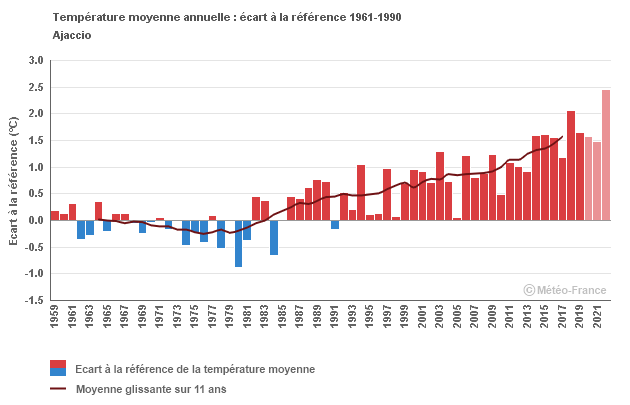 Température moyenne annuelle : écart à la référence 1961-1990
Ajaccio
Ecart à la référence (°C)
3.0
2.5
2.0
1.5
1.0
0.5
0.0
-0.5
-1.0
-1.5
© Météo-France
1959 1961 1963 1965 1967 1969 1971 1973 1975 1977 1979 1981 1983 1985 1987 1989 1991 1993 1995 1997 1999 2001 2003 2005 2007 2009 2011 2013 2015 2017 2019 2021
Ecart à la référence de la température moyenne
Moyenne glissante sur 11 ans